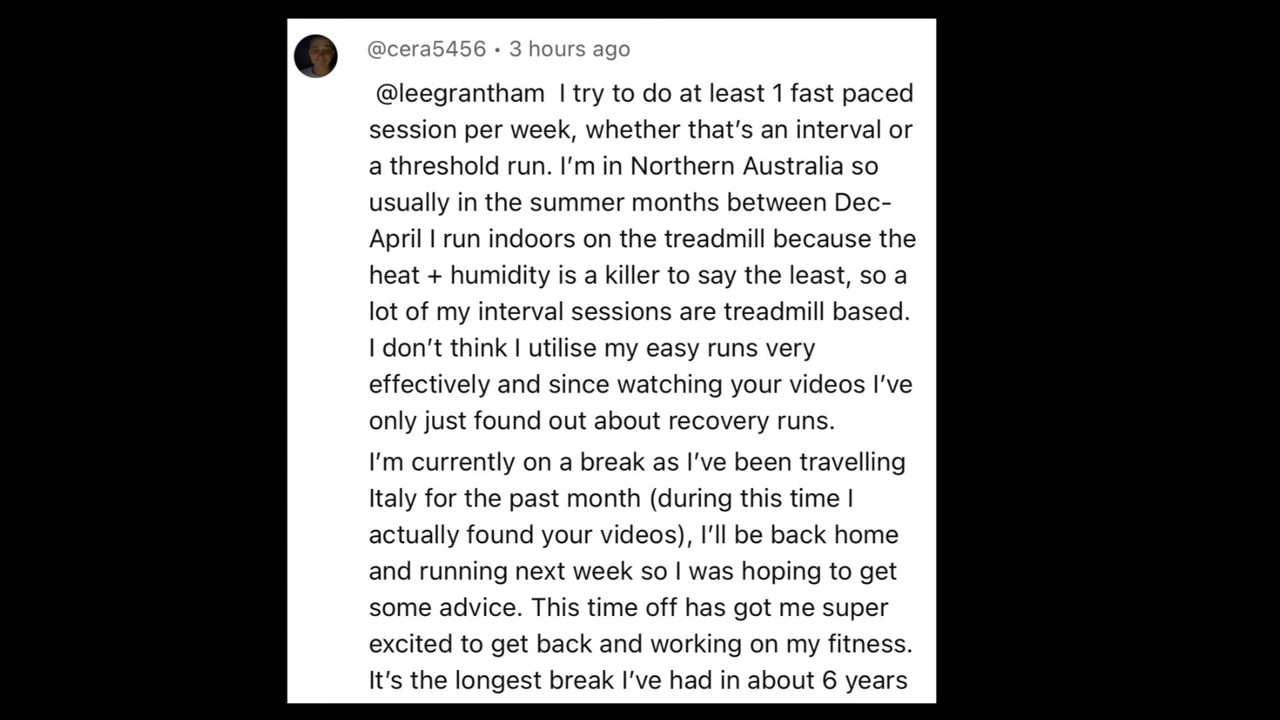 @cera5456 • 3 hours ago
@leegrantham I try to do at least 1 fast paced
session per week, whether that's an interval or
a threshold run. I'm in Northern Australia so
usually in the summer months between Dec-
April I run indoors on the treadmill because the
heat + humidity is a killer to say the least, so a
lot of my interval sessions are treadmill based.
I don't think I utilise my easy runs very
effectively and since watching your videos I've
only just found out about recovery runs.
I'm currently on a break as I've been travelling
Italy for the past month (during this time I
actually found your videos), I'll be back home
and running next week so I was hoping to get
some advice. This time off has got me super
excited to get back and working on my fitness.
It's the longest break I've had in about 6 years